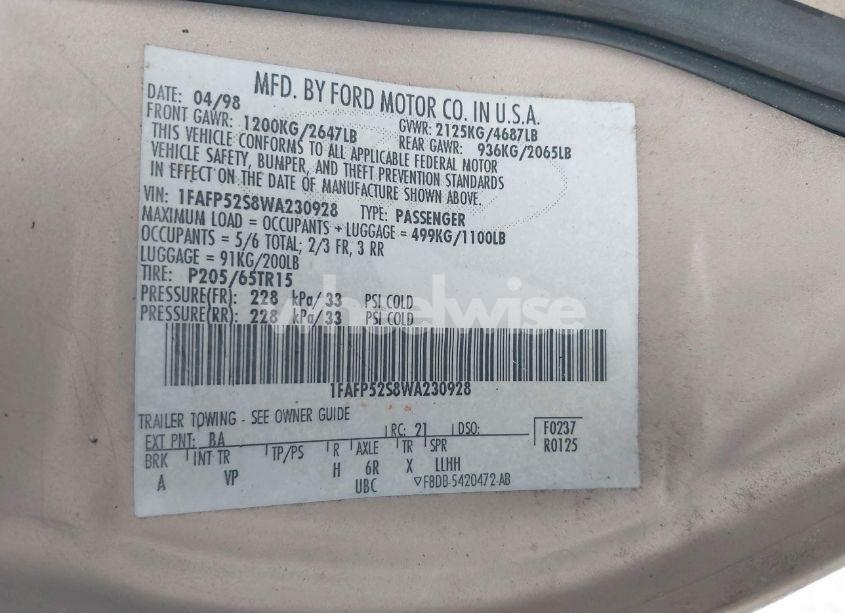 MFD. BY FORD MOTOR CO. IN U.S.A.
DATE: 04/98 GVWR: 2125KG/4687LB
FRONT GAWR: 1200KG/2647LB REAR GAWR: 936KG/2065LB
THIS VEHICLE CONFORMS TO ALL APPLICABLE FEDERAL MOTOR
VEHICLE SAFETY, BUMPER, AND THEFT PREVENTION STANDARDS
IN EFFECT ON THE DATE OF MANUFACTURE SHOWN ABOVE.
VIN: 1FAFP52S8WA230928 TYPE: PASSENGER
MAXIMUM LOAD = OCCUPANTS + LUGGAGE = 499KG/1100LB
OCCUPANTS = 5/6 TOTAL; 2/3 FR, 3 RR
LUGGAGE = 91KG/200LB
TIRE: P205/65TR15
PRESSURE(FR): 228 kPa/33 PSI COLD
PRESSURE(RR): 228 kPa/33 PSI COLD
wheelwise
1FAFP52S8WA230928
TRAILER TOWING - SEE OWNER GUIDE
EXT PNT: BA RC: 21 DSO: F0237
BRK INT TR TP/PS R AXLE TR SPR R0125
A VP H 6R X LLHH
UBC ▽F8DB-5420472-AB